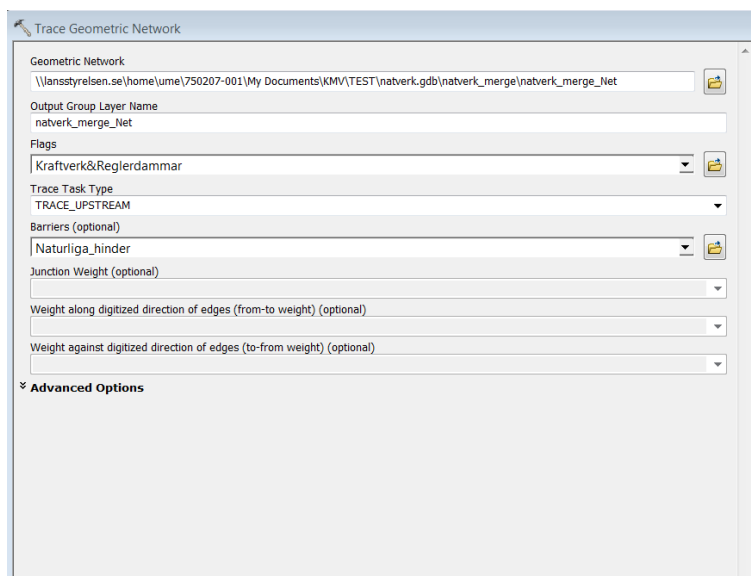 Trace Geometric Network
Geometric Network
\\lansstyrelsen.se\home\ume\750207-001\My Documents\KMV\TEST\natverk.gdb\natverk_merge\natverk_merge_Net
Output Group Layer Name
natverk_merge_Net
Flags
Kraftverk&Reglerdammar
Trace Task Type
TRACE_UPSTREAM
Barriers (optional)
Naturliga_hinder
Junction Weight (optional)
Weight along digitized direction of edges (from-to weight) (optional)
Weight against digitized direction of edges (to-from weight) (optional)
Advanced Options